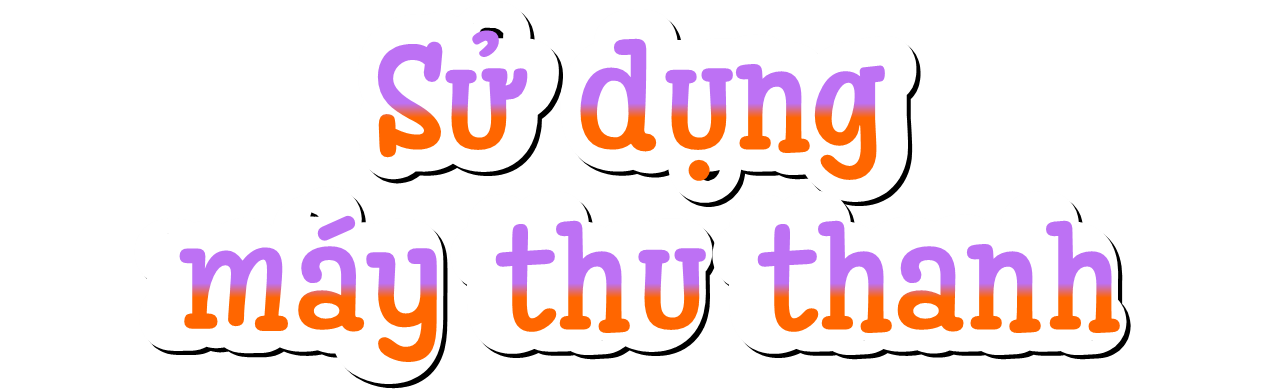 Sử dụng
máy thu thanh